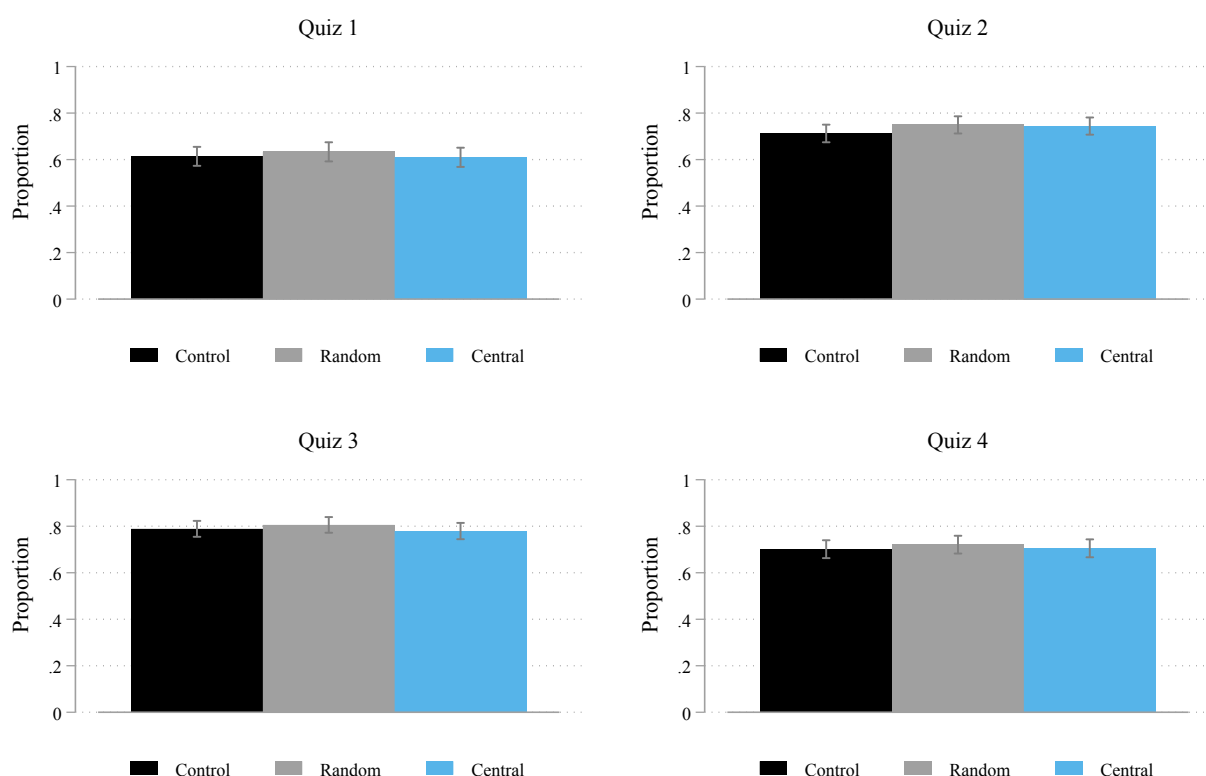 Quiz 1
1
.8
.6
.4
.2
0
Proportion
Control Random Central
Quiz 2
1
.8
.6
.4
.2
0
Proportion
Control Random Central
Quiz 3
1
.8
.6
.4
.2
0
Proportion
Control Random Central
Quiz 4
1
.8
.6
.4
.2
0
Proportion
Control Random Central